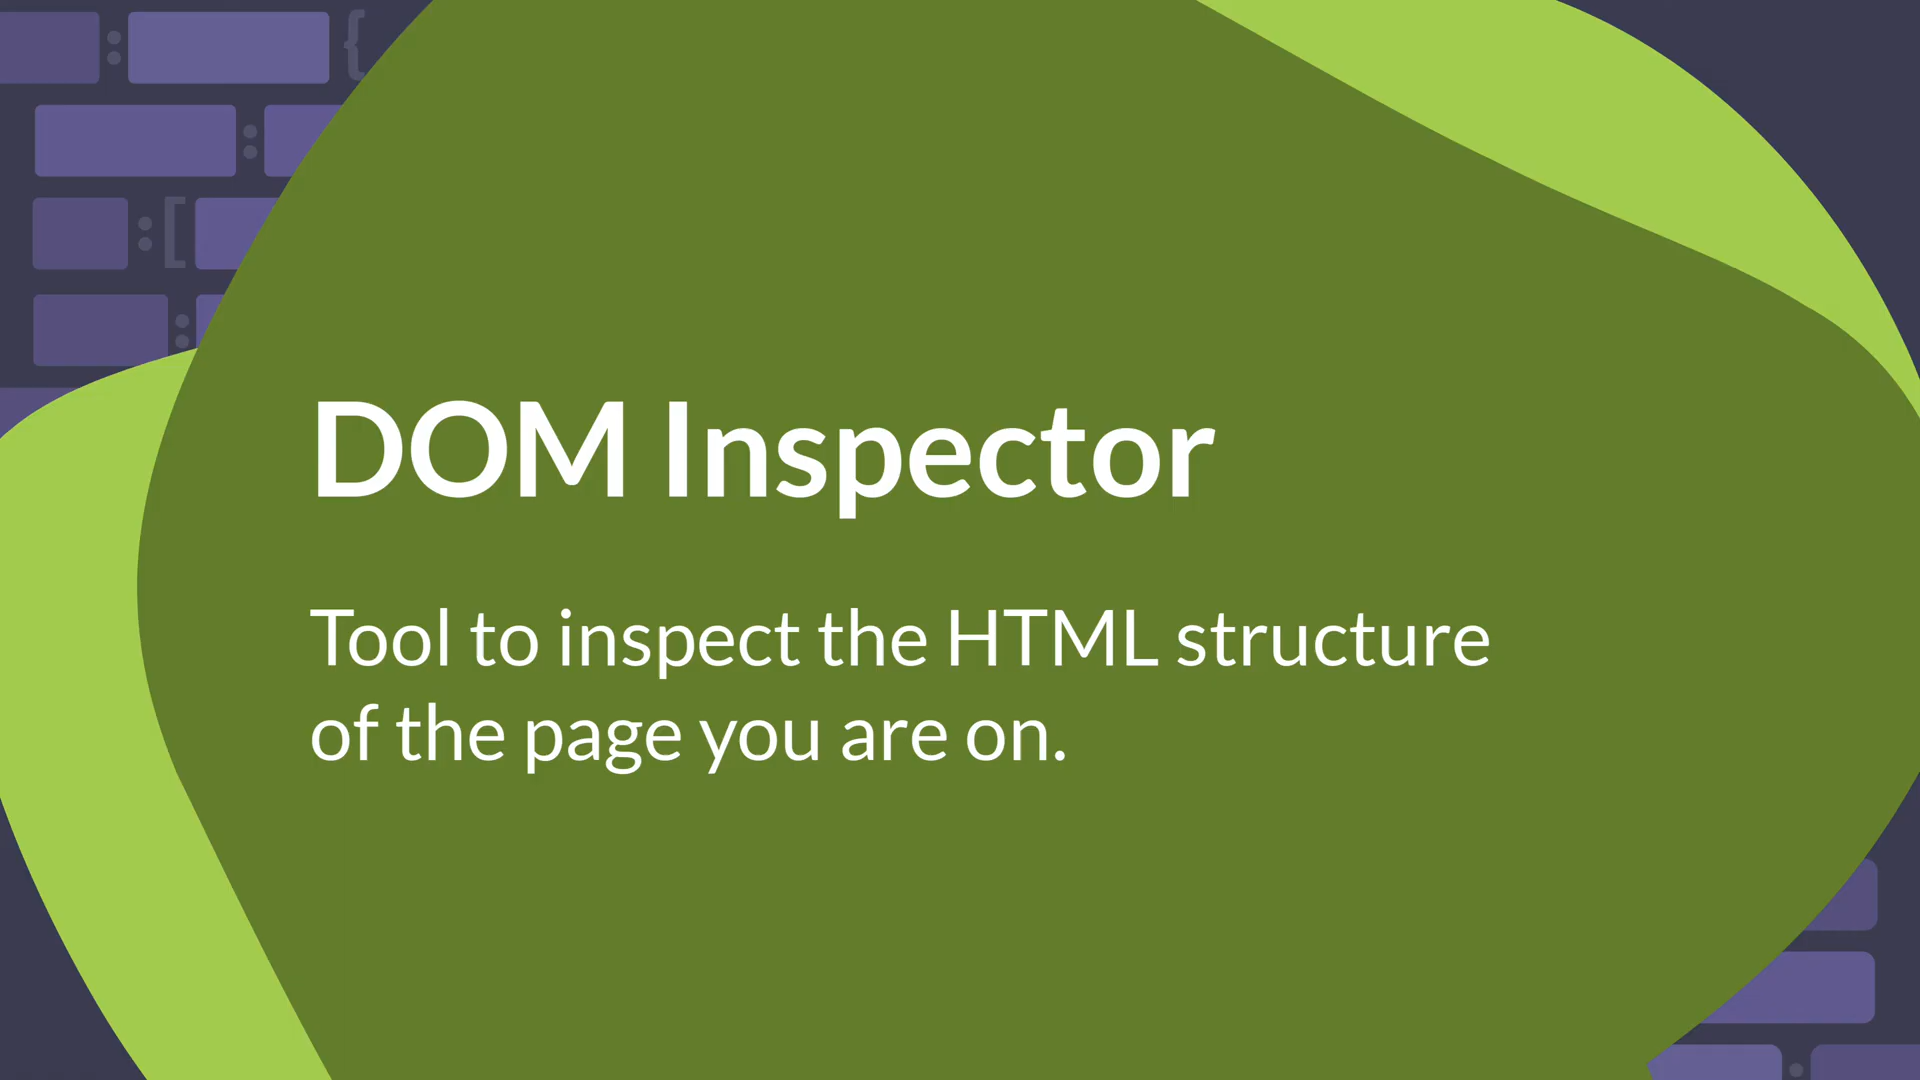 DOM Inspector
Tool to inspect the HTML structure
of the page you are on.